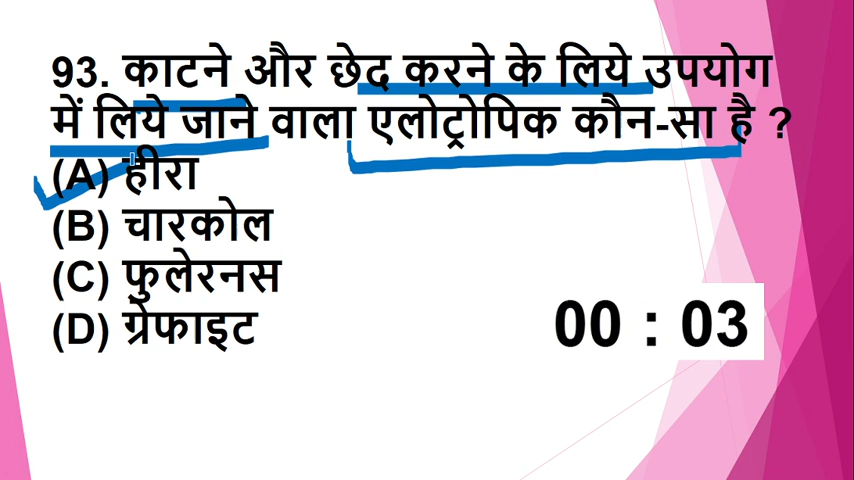 93. काटने और छेद करने के लिये उपयोग
में लिये जाने वाला एलोट्रोपिक कौन-सा है ?
(A) हीरा
(B) चारकोल
(C) फुलेरनस
(D) ग्रेफाइट
00 : 03